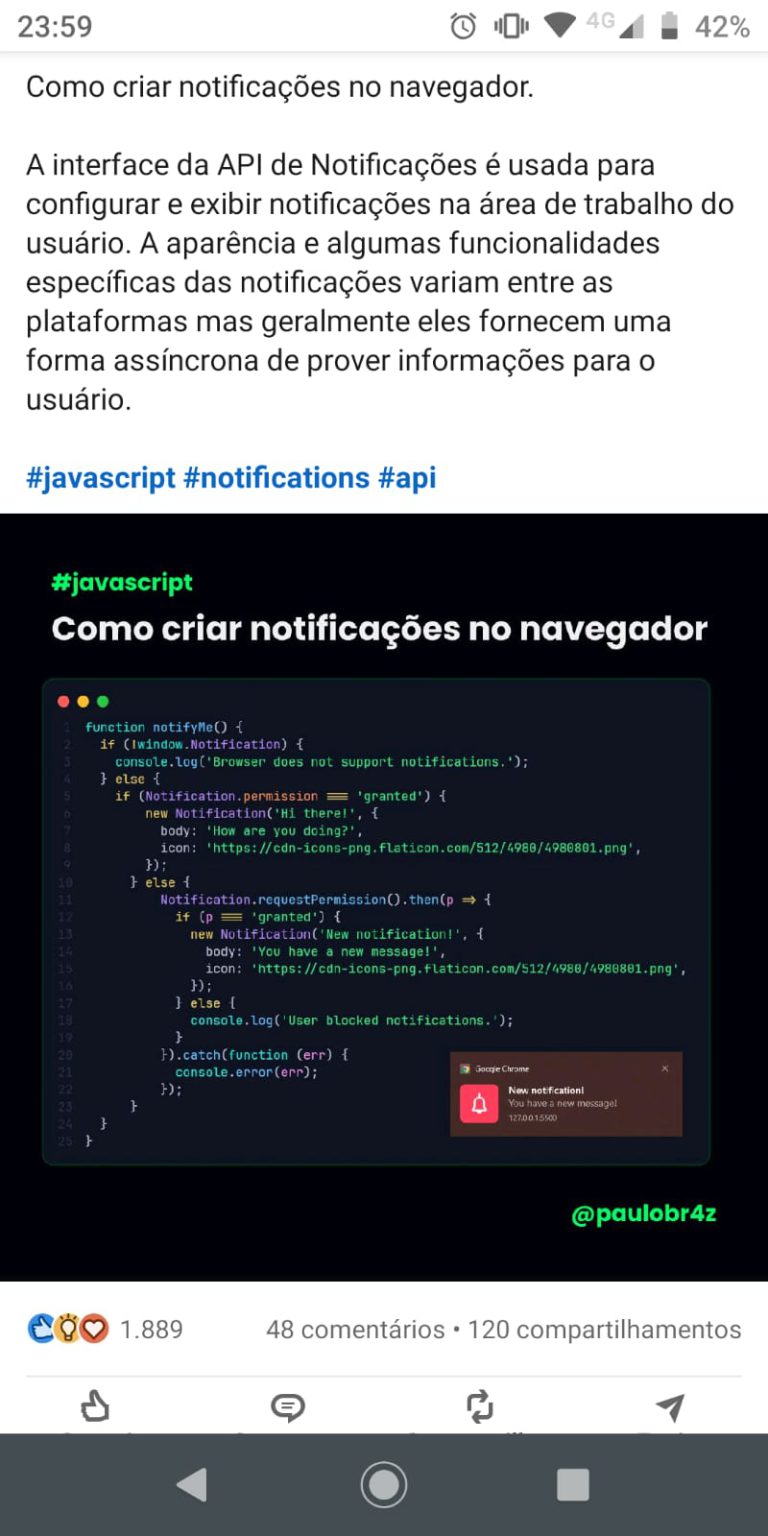 23:59 4G 42%
Como criar notificações no navegador.
A interface da API de Notificações é usada para
configurar e exibir notificações na área de trabalho do
usuário. A aparência e algumas funcionalidades
específicas das notificações variam entre as
plataformas mas geralmente eles fornecem uma
forma assíncrona de prover informações para o
usuário.
#javascript #notifications #api
#javascript
Como criar notificações no navegador
1 function notifyMe() {
2 if (!window.Notification) {
3 console.log('Browser does not support notifications.');
4 } else {
5 if (Notification.permission === 'granted') {
6 new Notification('Hi there!', {
7 body: 'How are you doing?',
8 icon: 'https://cdn-icons-png.flaticon.com/512/4980/4980801.png',
9 });
10 } else {
11 Notification.requestPermission().then(p => {
12 if (p === 'granted') {
13 new Notification('New notification!', {
14 body: 'You have a new message!',
15 icon: 'https://cdn-icons-png.flaticon.com/512/4980/4980801.png',
16 });
17 } else {
18 console.log('User blocked notifications.');
19 }
20 }).catch(function (err) {
21 console.error(err);
22 });
23 }
24 }
25 }
Google Chrome
New notification!
You have a new message!
127.0.0.1:5500
@paulobr4z
1.889 48 comentários • 120 compartilhamentos